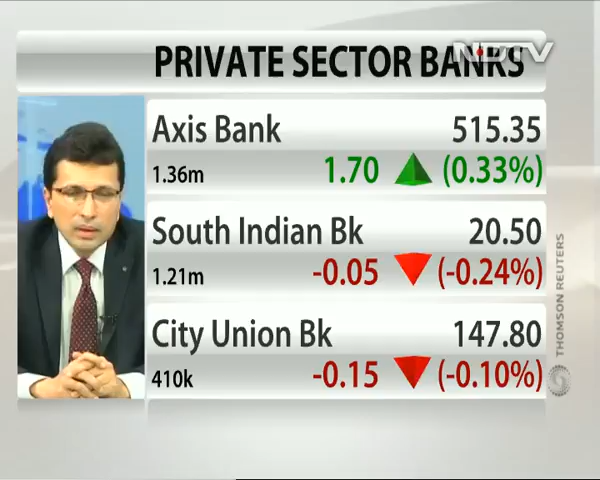 NDTV
PRIVATE SECTOR BANKS
Axis Bank 515.35
1.36m 1.70 (0.33%)
South Indian Bk 20.50
1.21m -0.05 (-0.24%)
City Union Bk 147.80
410k -0.15 (-0.10%)
THOMSON REUTERS